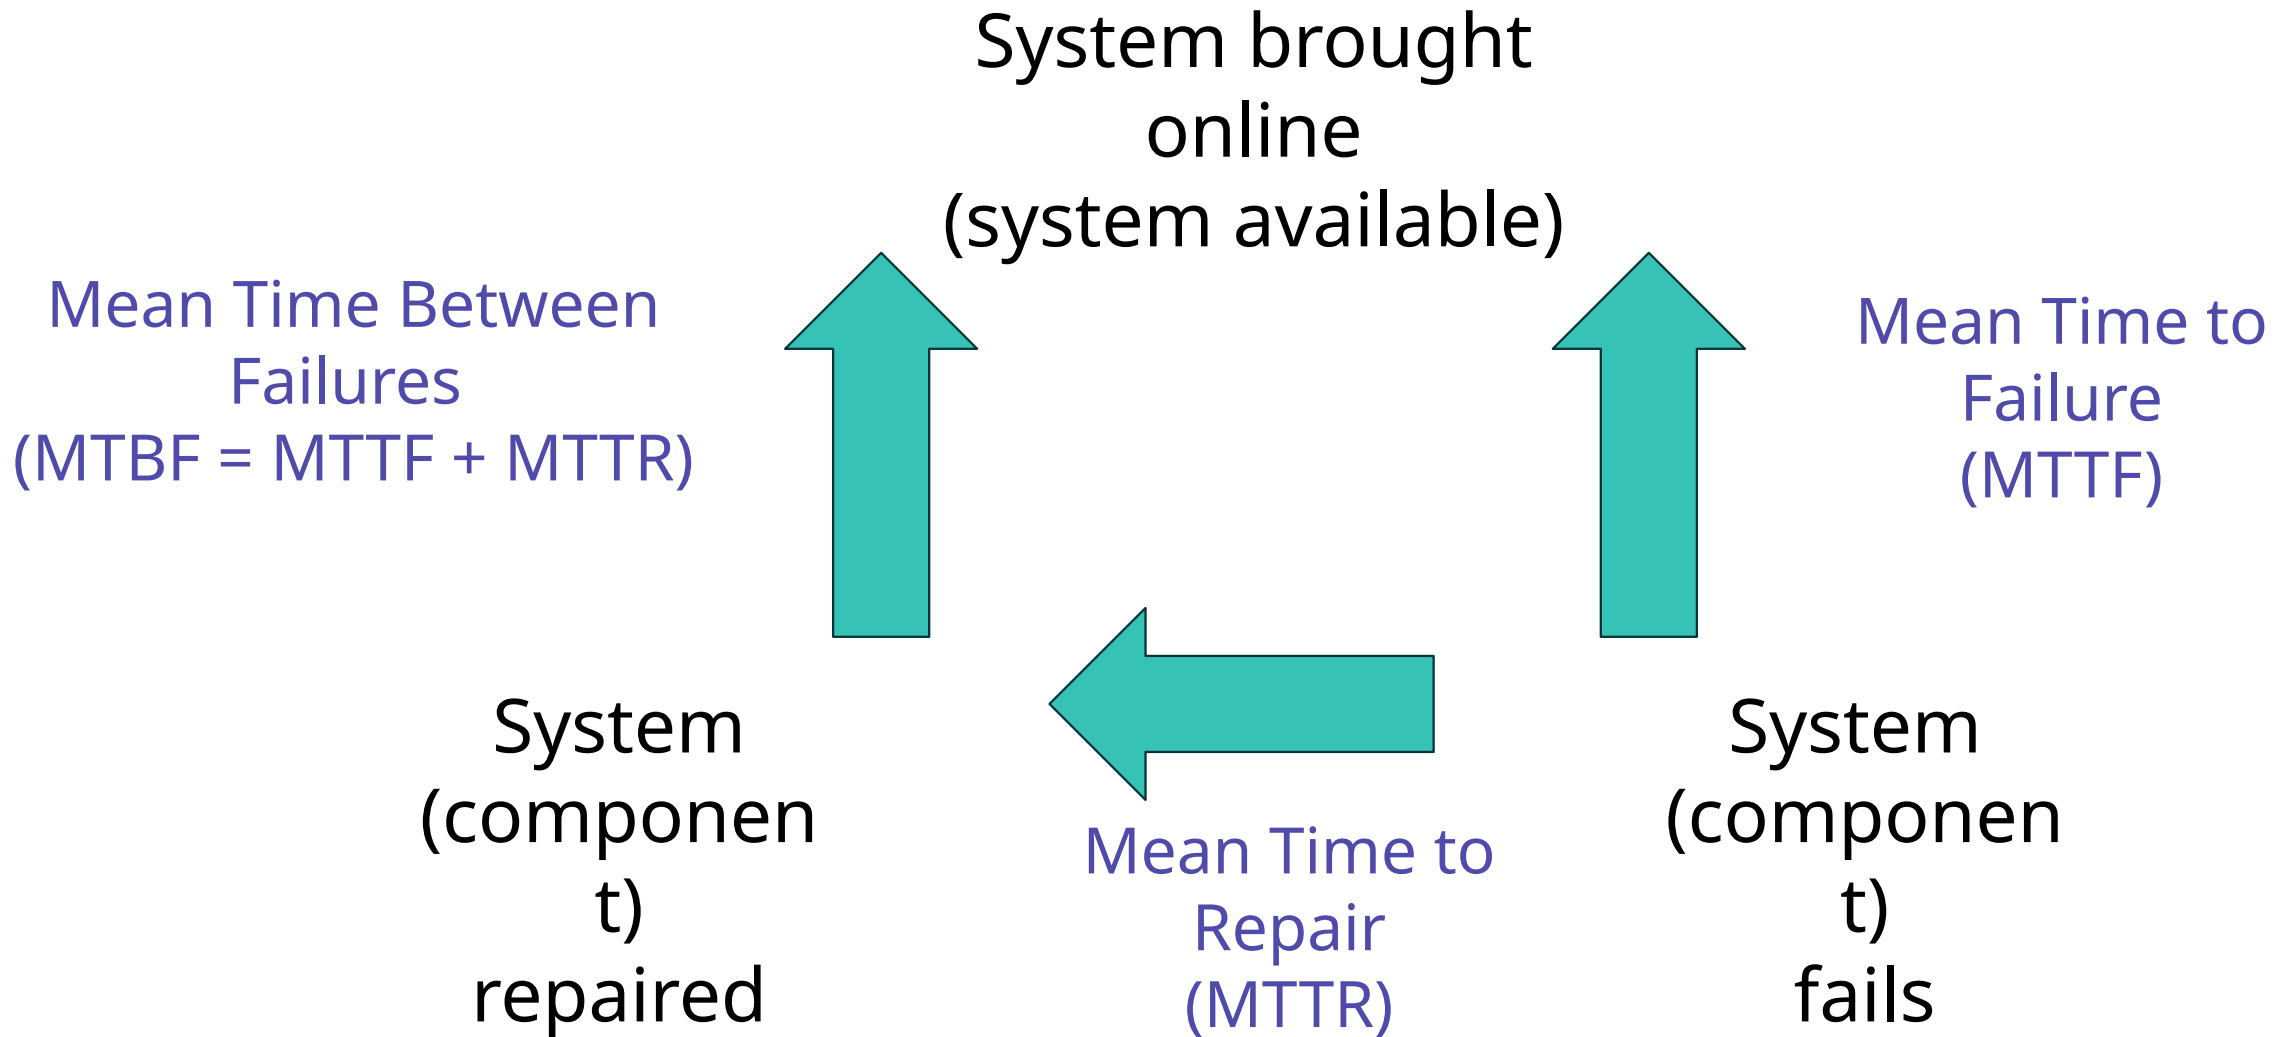 System brought
online
(system available)
Mean Time Between
Failures
(MTBF = MTTF + MTTR)
Mean Time to
Failure
(MTTF)
System
(componen
t)
repaired
Mean Time to
Repair
(MTTR)
System
(componen
t)
fails